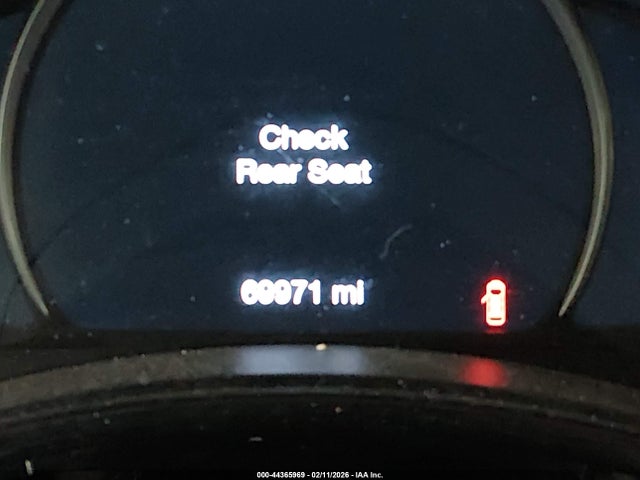 Check
Rear Seat
69971 mi
000-44365969 - 02/11/2026 - IAA Inc.